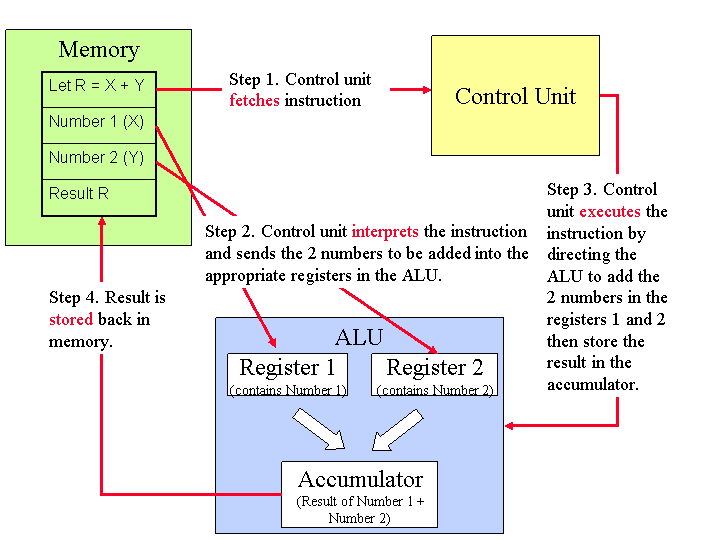 Memory
Let R = X + Y
Number 1 (X)
Number 2 (Y)
Result R
Step 1. Control unit
fetches instruction
Control Unit
Step 2. Control unit interprets the instruction
and sends the 2 numbers to be added into the
appropriate registers in the ALU.
Step 3. Control
unit executes the
instruction by
directing the
ALU to add the
2 numbers in the
registers 1 and 2
then store the
result in the
accumulator.
Step 4. Result is
stored back in
memory.
ALU
Register 1
(contains Number 1)
Register 2
(contains Number 2)
Accumulator
(Result of Number 1 +
Number 2)